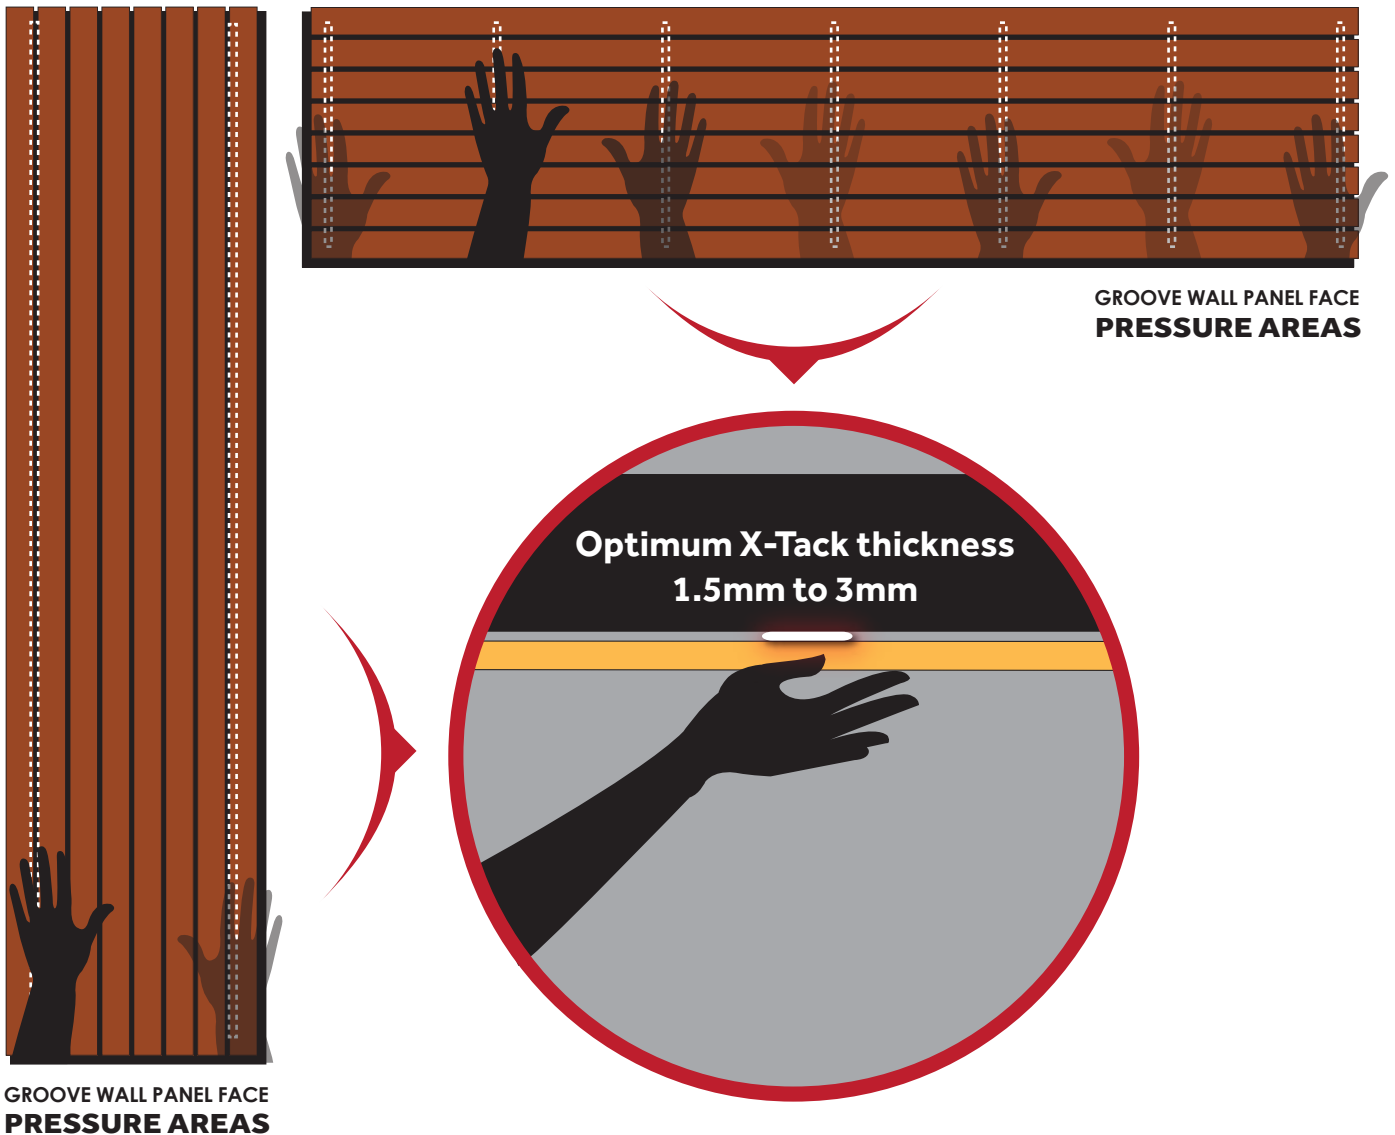 GROOVE WALL PANEL FACE
PRESSURE AREAS
Optimum X-Tack thickness
1.5mm to 3mm
GROOVE WALL PANEL FACE
PRESSURE AREAS